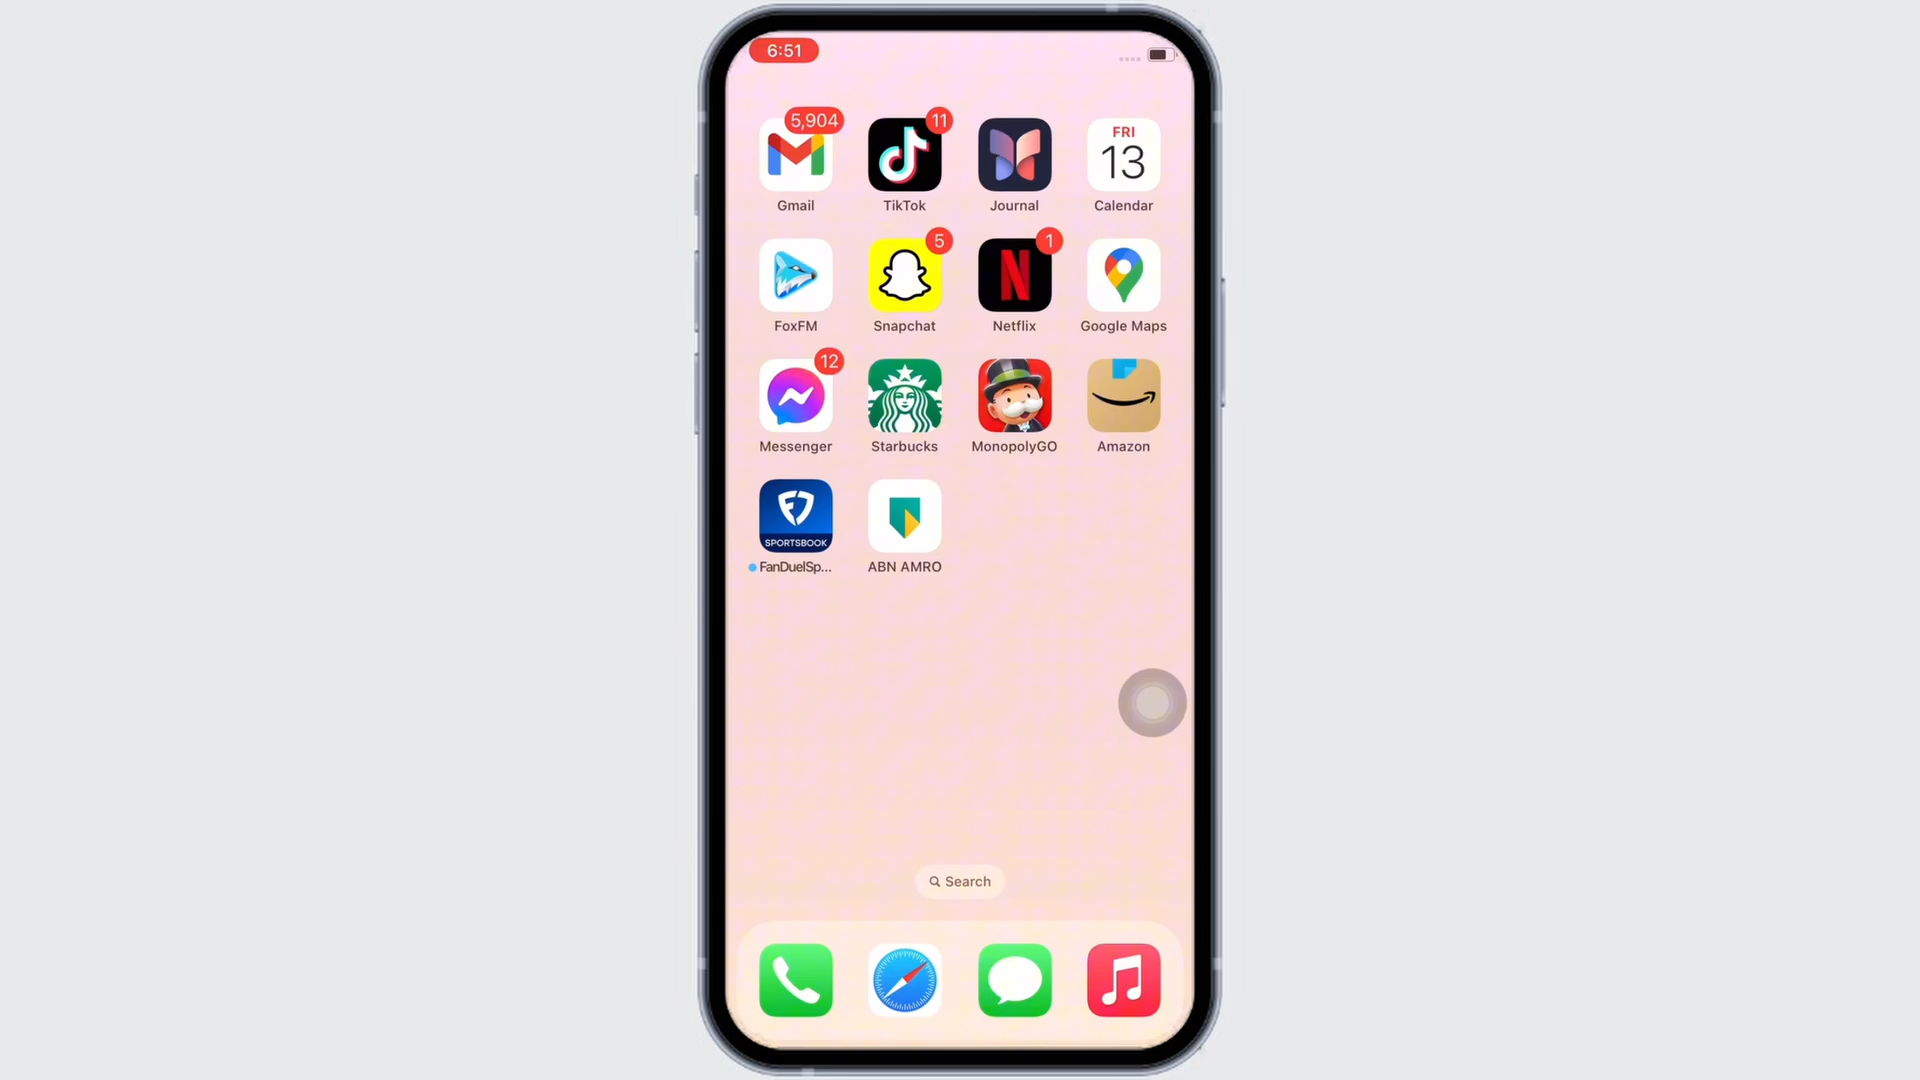 6:51
5,904
11
FRI
13
Gmail
TikTok
Journal
Calendar
5
1
FoxFM
Snapchat
Netflix
Google Maps
12
Messenger
Starbucks
MonopolyGO
Amazon
SPORTSBOOK
FanDuelSp...
ABN AMRO
Search